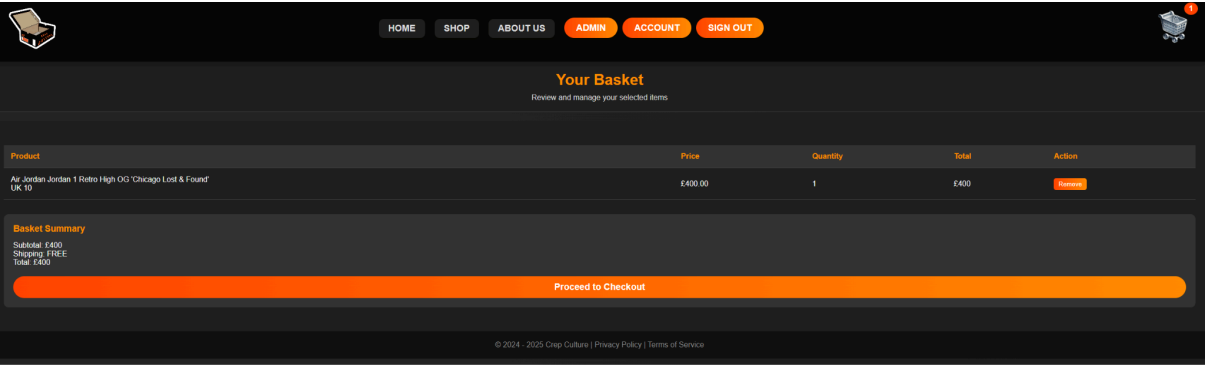 HOME SHOP ABOUT US ADMIN ACCOUNT SIGN OUT 1
Your Basket
Review and manage your selected items
Product Price Quantity Total Action
Air Jordan Jordan 1 Retro High OG 'Chicago Lost & Found' £400.00 1 £400 Remove
UK 10
Basket Summary
Subtotal: £400
Shipping: FREE
Total: £400
Proceed to Checkout
© 2024 - 2025 Crep Culture | Privacy Policy | Terms of Service